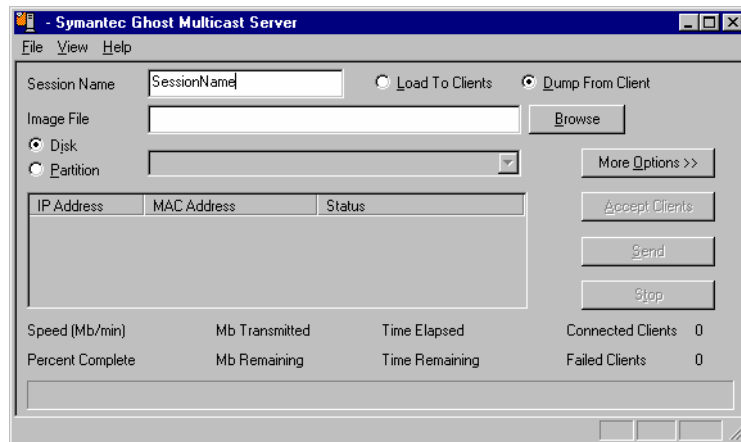 - Symantec Ghost Multicast Server
File View Help
Session Name SessionName Load To Clients Dump From Client
Image File Browse
Disk
Partition More Options >>
IP Address MAC Address Status Accept Clients
Send
Stop
Speed (Mb/min) Mb Transmitted Time Elapsed Connected Clients 0
Percent Complete Mb Remaining Time Remaining Failed Clients 0